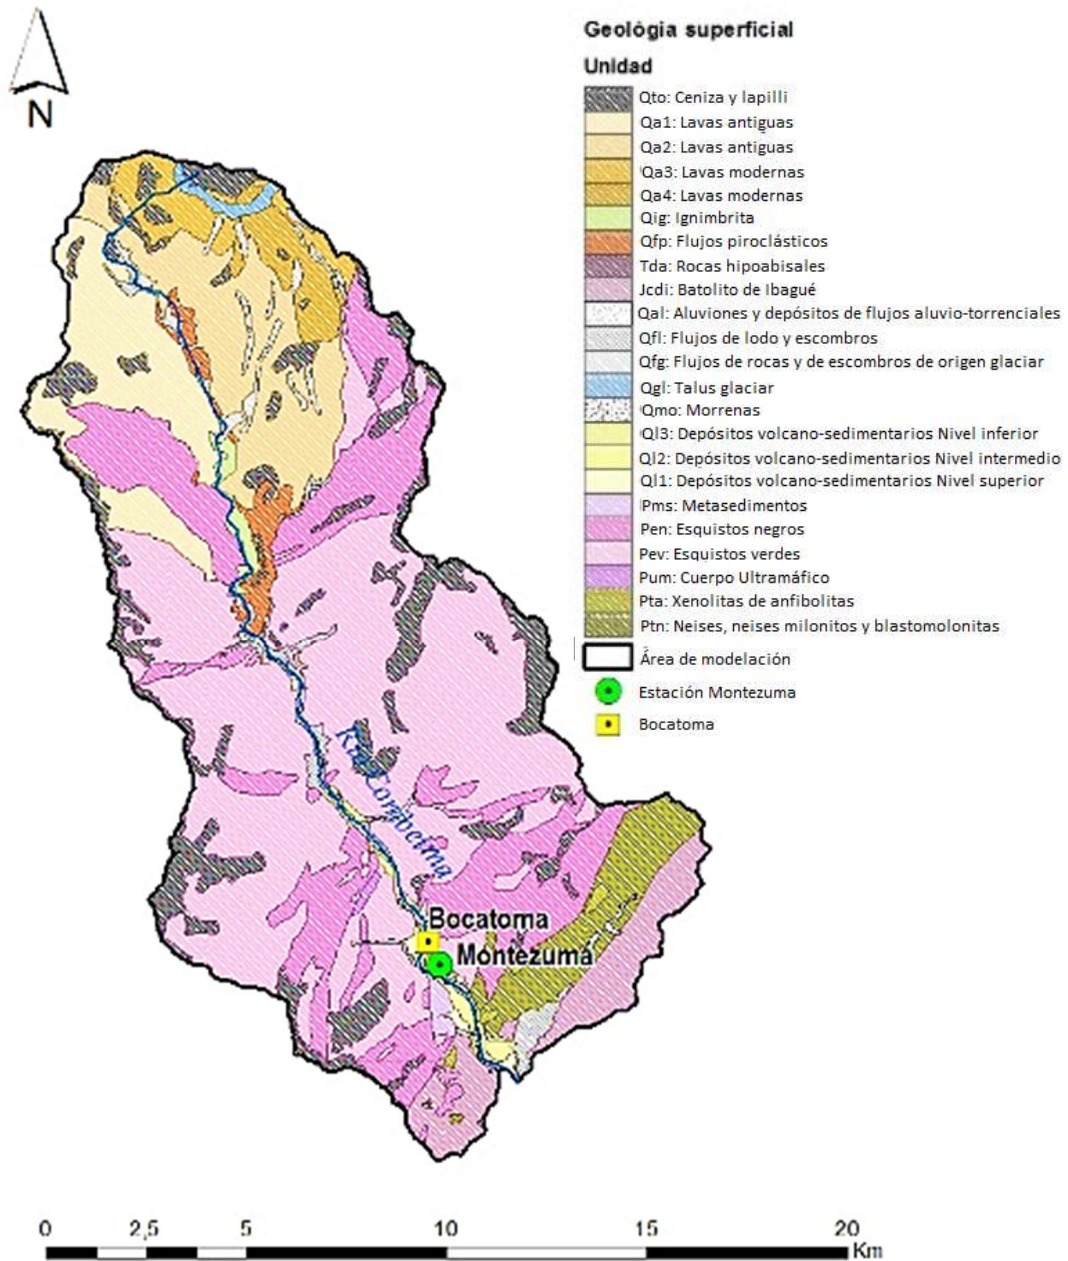 Geológia superficial
Unidad
Qto: Ceniza y lapilli
Qa1: Lavas antiguas
Qa2: Lavas antiguas
Qa3: Lavas modernas
Qa4: Lavas modernas
Qig: Ignimbrita
Qfp: Flujos piroclásticos
Tda: Rocas hipoabisales
Jcdi: Batolito de Ibagué
Qal: Aluviones y depósitos de flujos aluvio-torrenciales
Qfl: Flujos de lodo y escombros
Qfg: Flujos de rocas y de escombros de origen glaciar
Qgl: Talus glaciar
Qmo: Morrenas
Ql3: Depósitos volcano-sedimentarios Nivel inferior
Ql2: Depósitos volcano-sedimentarios Nivel intermedio
Ql1: Depósitos volcano-sedimentarios Nivel superior
Pms: Metasedimentos
Pen: Esquistos negros
Pev: Esquistos verdes
Pum: Cuerpo Ultramáfico
Pta: Xenolitas de anfibolitas
Ptn: Neises, neises milonitos y blastomolonitas
Área de modelación
Estación Montezuma
Bocatoma
N
Río Combeima
Bocatoma
Montezuma
0 2,5 5 10 15 20
Km